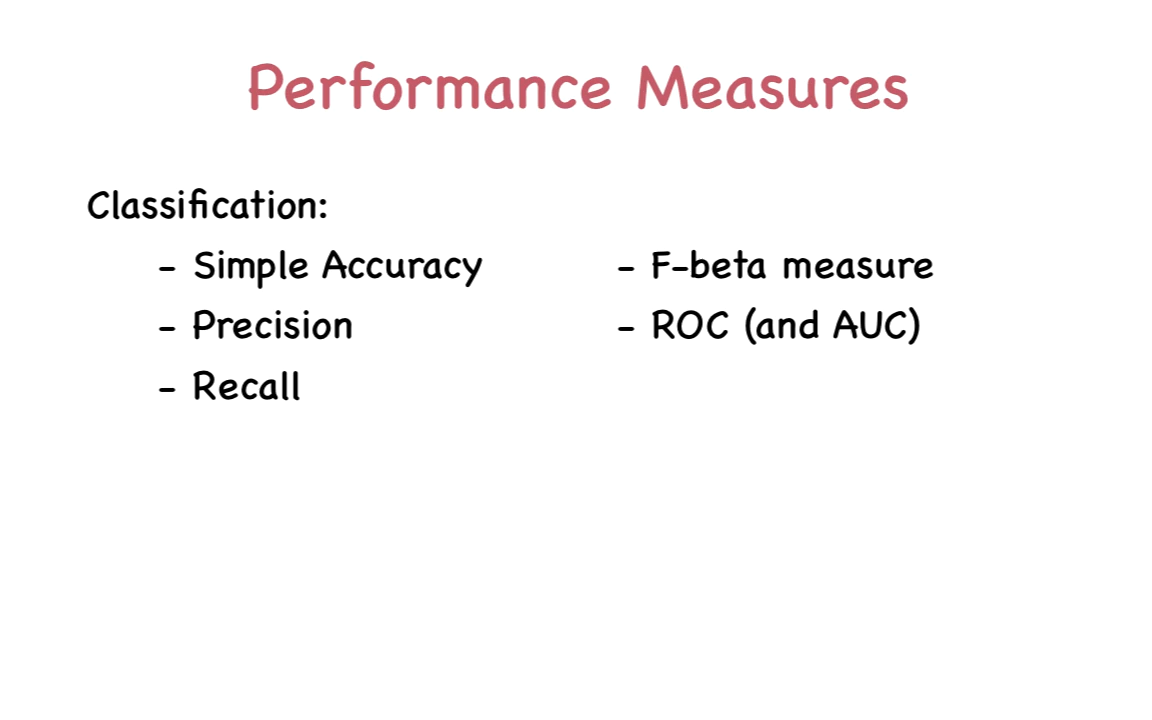 Performance Measures
Classification:
- Simple Accuracy
- Precision
- Recall
- F-beta measure
- ROC (and AUC)